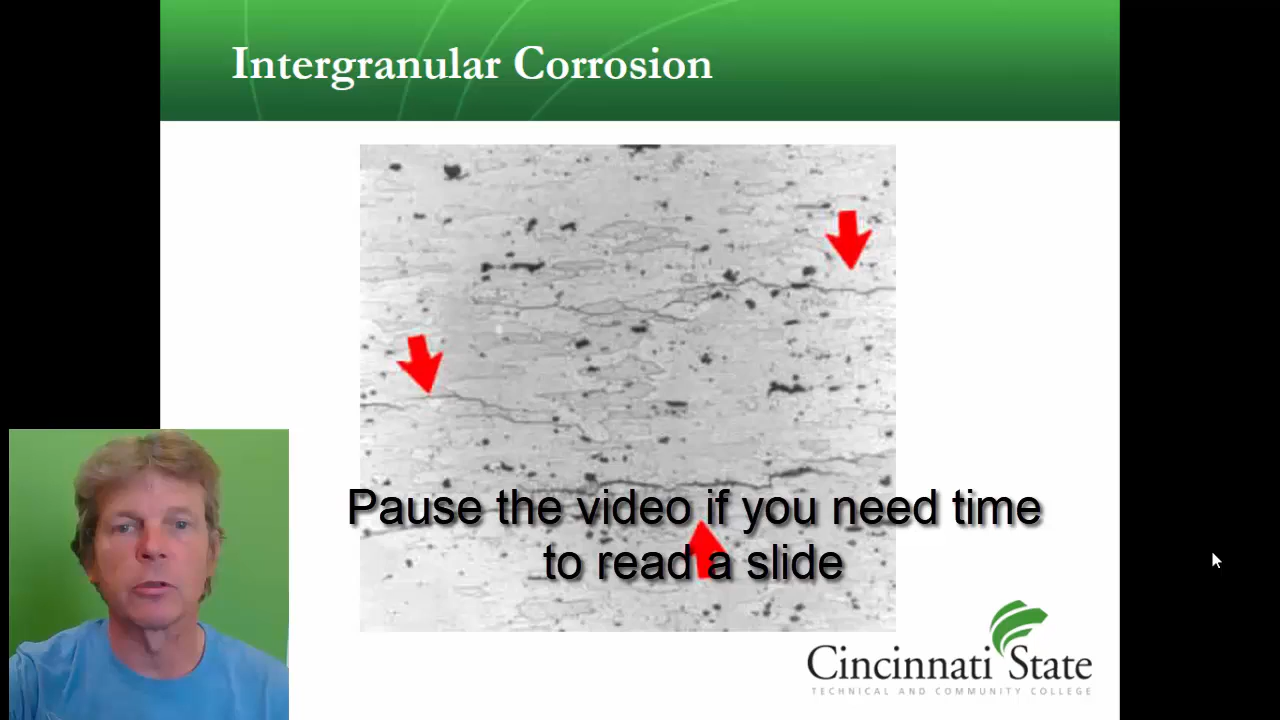 Intergranular Corrosion
Pause the video if you need time
to read a slide
Cincinnati State
TECHNICAL AND COMMUNITY COLLEGE